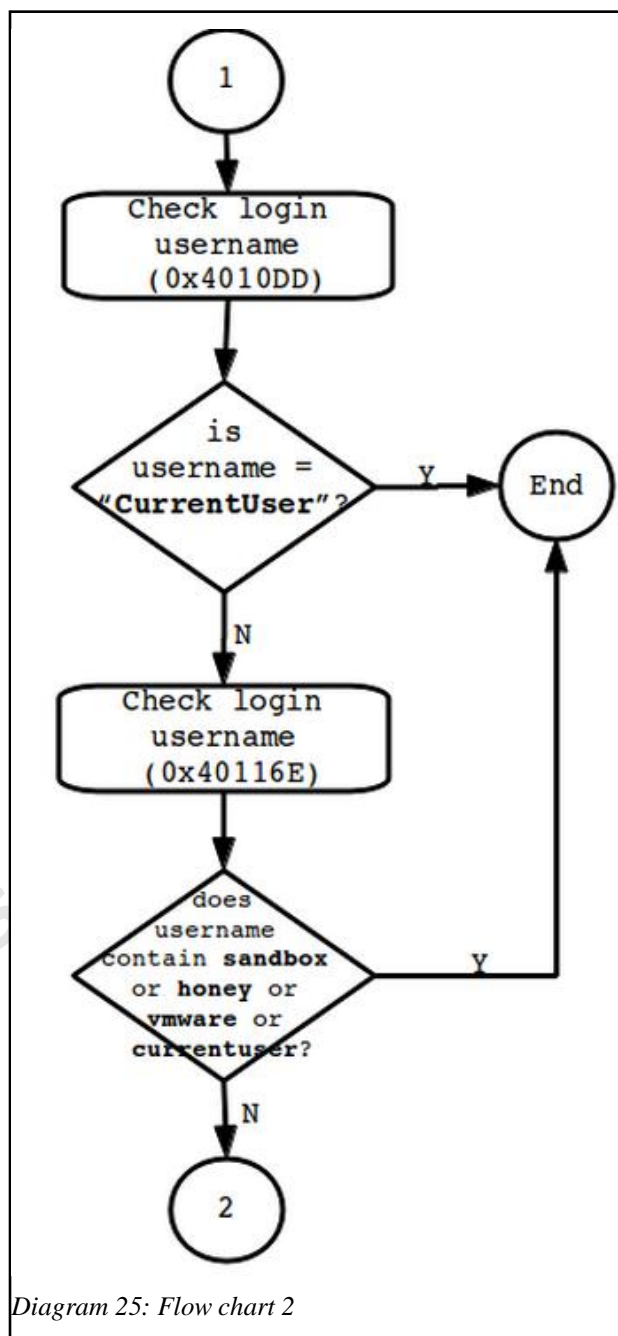 1
Check login
username
(0x4010DD)
is
username =
“CurrentUser”?
Y
End
N
Check login
username
(0x40116E)
does
username
contain sandbox
or honey or
vmware or
currentuser?
Y
N
2
Diagram 25: Flow chart 2